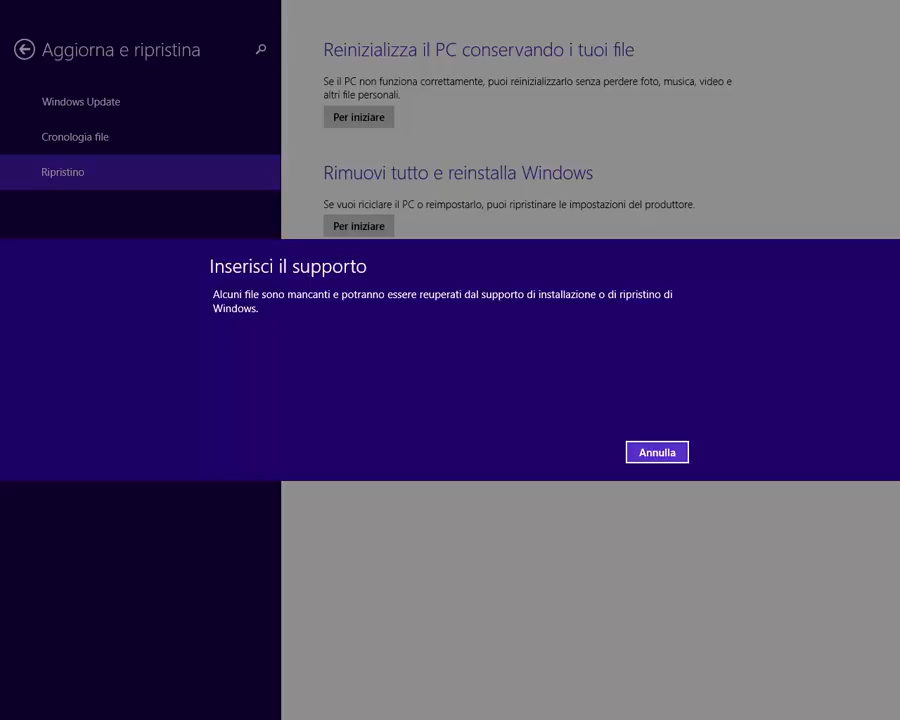 Aggiorna e ripristina
Windows Update
Cronologia file
Ripristino
Reinizializza il PC conservando i tuoi file
Se il PC non funziona correttamente, puoi reinizializzarlo senza perdere foto, musica, video e
altri file personali.
Per iniziare
Rimuovi tutto e reinstalla Windows
Se vuoi riciclare il PC o reimpostarlo, puoi ripristinare le impostazioni del produttore.
Per iniziare
Inserisci il supporto
Alcuni file sono mancanti e potranno essere reuperati dal supporto di installazione o di ripristino di
Windows.
Annulla